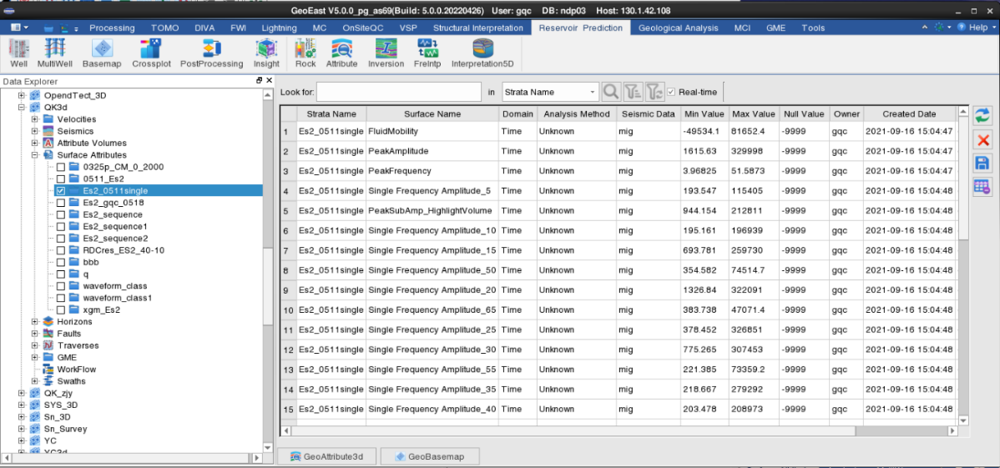 GeoEast V5.0.0_pg_as69(Build: 5.0.0.20220426) User: gqc DB: ndp03 Host: 130.1.42.108
Processing TOMO DIVA FWI Lightning MC OnSiteQC VSP Structural Interpretation Reservoir Prediction Geological Analysis MCI GME Tools Help
Well MultiWell Basemap Crossplot PostProcessing Insight Rock Attribute Inversion FreIntp Interpretation5D
Data Explorer
OpendTect_3D
QK3d
Velocities
Seismics
Attribute Volumes
Surface Attributes
0325p_CM_0_2000
0511_Es2
Es2_0511single
Es2_gqc_0518
Es2_sequence
Es2_sequence1
Es2_sequence2
RDCres_ES2_40-10
bbb
q
waveform_class
waveform_class1
xgm_Es2
Horizons
Faults
Traverses
GME
WorkFlow
Swaths
QK_zjy
SYS_3D
Sn_3D
Sn_Survey
YC
YC3d
Look for: in Strata Name Real-time
Strata Name Surface Name Domain Analysis Method Seismic Data Min Value Max Value Null Value Owner Created Date
1 Es2_0511single FluidMobility Time Unknown mig -49534.1 81652.4 -9999 gqc 2021-09-16 15:04:47
2 Es2_0511single PeakAmplitude Time Unknown mig 1615.63 329998 -9999 gqc 2021-09-16 15:04:47
3 Es2_0511single PeakFrequency Time Unknown mig 3.96825 51.5873 -9999 gqc 2021-09-16 15:04:47
4 Es2_0511single Single Frequency Amplitude_5 Time Unknown mig 193.547 115405 -9999 gqc 2021-09-16 15:04:48
5 Es2_0511single PeakSubAmp_HighlightVolume Time Unknown mig 944.154 212811 -9999 gqc 2021-09-16 15:04:48
6 Es2_0511single Single Frequency Amplitude_10 Time Unknown mig 195.161 196939 -9999 gqc 2021-09-16 15:04:48
7 Es2_0511single Single Frequency Amplitude_15 Time Unknown mig 693.781 259730 -9999 gqc 2021-09-16 15:04:48
8 Es2_0511single Single Frequency Amplitude_50 Time Unknown mig 354.582 74514.7 -9999 gqc 2021-09-16 15:04:48
9 Es2_0511single Single Frequency Amplitude_20 Time Unknown mig 1326.84 322091 -9999 gqc 2021-09-16 15:04:48
10 Es2_0511single Single Frequency Amplitude_65 Time Unknown mig 383.738 47071.4 -9999 gqc 2021-09-16 15:04:48
11 Es2_0511single Single Frequency Amplitude_25 Time Unknown mig 378.452 326851 -9999 gqc 2021-09-16 15:04:48
12 Es2_0511single Single Frequency Amplitude_30 Time Unknown mig 775.265 307453 -9999 gqc 2021-09-16 15:04:48
13 Es2_0511single Single Frequency Amplitude_55 Time Unknown mig 221.385 73359.2 -9999 gqc 2021-09-16 15:04:48
14 Es2_0511single Single Frequency Amplitude_35 Time Unknown mig 218.667 279292 -9999 gqc 2021-09-16 15:04:48
15 Es2_0511single Single Frequency Amplitude_40 Time Unknown mig 203.478 208973 -9999 gqc 2021-09-16 15:04:48
GeoAttribute3d GeoBasemap